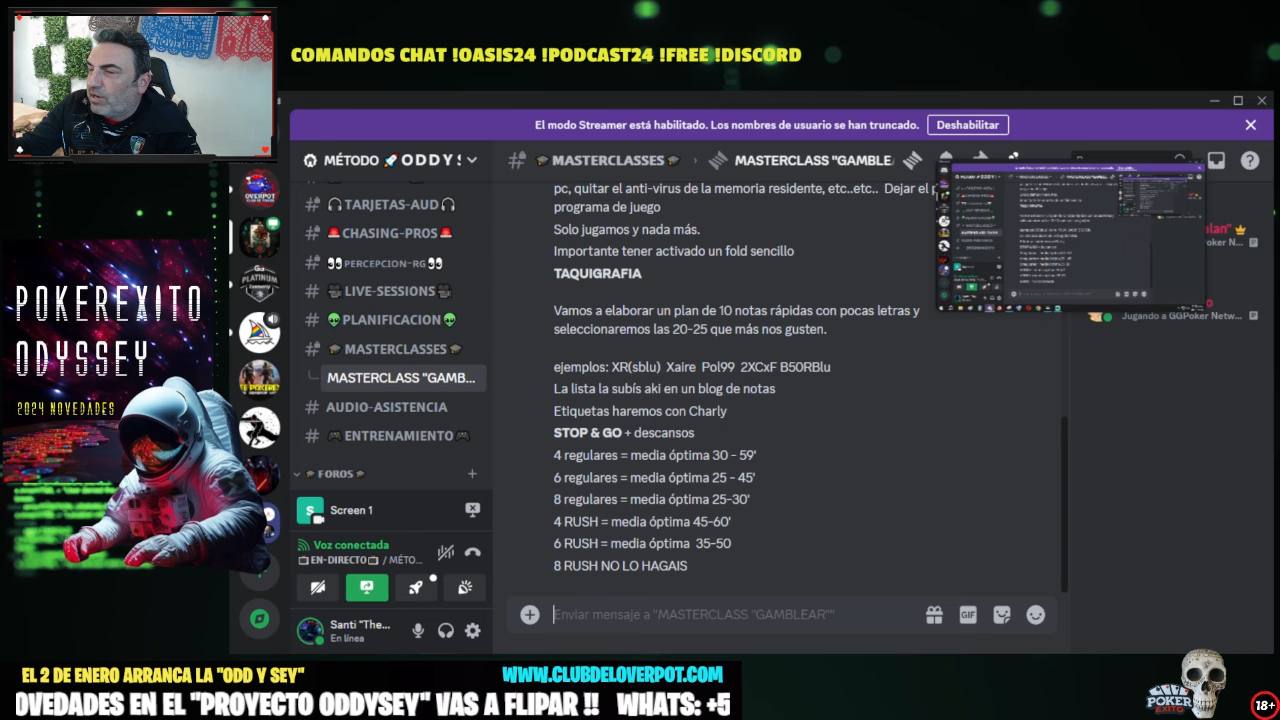 COMANDOS CHAT !OASIS24 !PODCAST24 !FREE !DISCORD
El modo Streamer está habilitado. Los nombres de usuario se han truncado.
Deshabilitar
MÉTODO 🚀 O D D Y S
MASTERCLASSES
MASTERCLASS "GAMBLE
TARJETAS-AUD
CLASING-PROS
PERCEPCION-RG
PLANIFICACION
MASTERCLASSES
MASTERCLASS "GAMB...
AUDIO-ASISTENCIA
ENTRENAMIENTO
FOROS
Screen 1
Voz conectada
EN-DIRECTO / MÉTO...
Santi "The...
En línea
pc, quitar el anti-virus de la memoria residente, etc..etc.. Dejar el p
programa de juego
Solo jugamos y nada más.
importante tener activado un fold sencillo
TAQUIGRAFIA
Vamos a elaborar un plan de 10 notas rápidas con pocas letras y
seleccionaremos las 20-25 que más nos gusten.
ejemplos: XR(sblu) Xaire Pol99 2XCxF B50RBlu
La lista la subís aki en un blog de notas
Etiquetas haremos con Charly
STOP & GO + descansos
4 regulares = media óptima 30 - 59'
6 regulares = media óptima 25 - 45'
8 regulares = media óptima 25-30'
4 RUSH = media óptima 45-60'
6 RUSH = media óptima 35-50
8 RUSH NO LO HAGAIS
Enviar mensaje a "MASTERCLASS "GAMBLEAR""
GIF
alan"
oker N...
Jugando a GGPoker Netw...
POKEREXITO
ODYSSEY
2024 NOVEDADES
OVERPOT
PLATINUM
EL 2 DE ENERO ARRANCA LA "ODD Y SEY"
WWW.CLUBDELOVERPOT.COM
OVEDADES EN EL "PROYECTO ODDYSEY" VAS A FLIPAR !! WHATS: +5
POKER
EXITO
18+